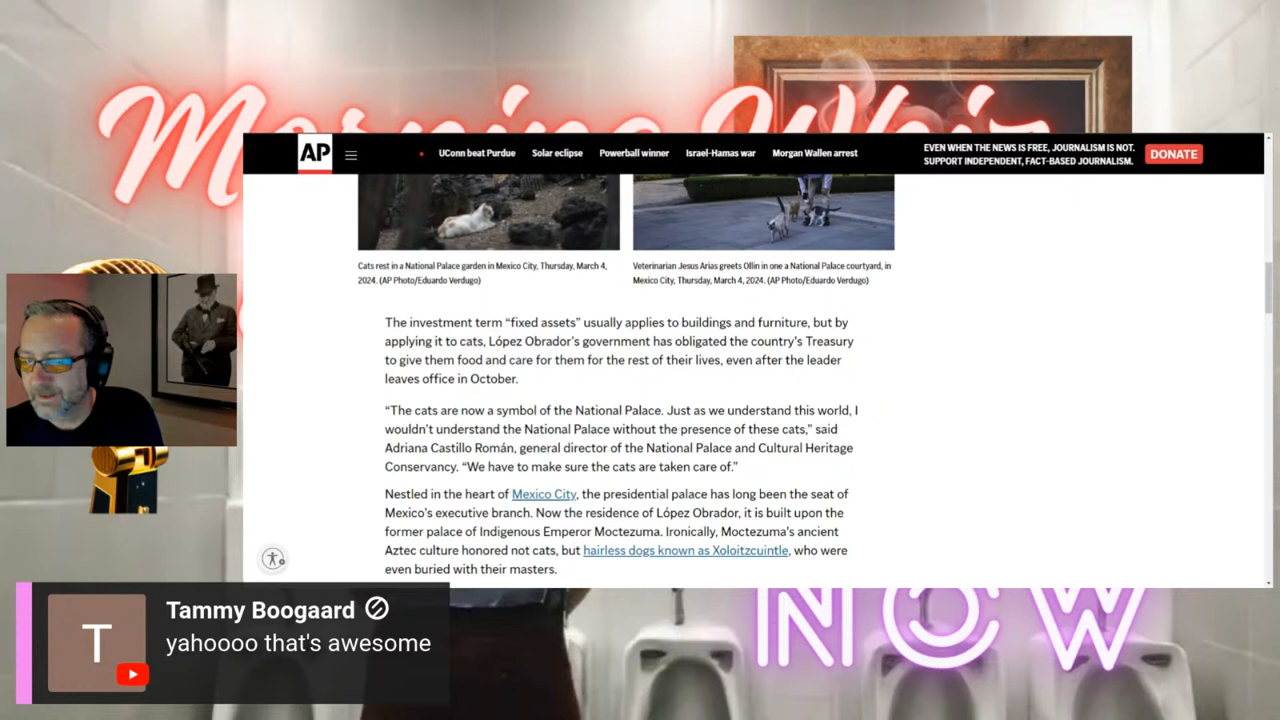 Morning Whiz
AP
UConn beat Purdue
Solar eclipse
Powerball winner
Israel-Hamas war
Morgan Wallen arrest
EVEN WHEN THE NEWS IS FREE, JOURNALISM IS NOT.
SUPPORT INDEPENDENT, FACT-BASED JOURNALISM.
DONATE
Cats rest in a National Palace garden in Mexico City, Thursday, March 4,
2024. (AP Photo/Eduardo Verdugo)
Veterinarian Jesus Arias greets Ollin in one a National Palace courtyard, in
Mexico City, Thursday, March 4, 2024. (AP Photo/Eduardo Verdugo)
The investment term “fixed assets” usually applies to buildings and furniture, but by
applying it to cats, López Obrador’s government has obligated the country’s Treasury
to give them food and care for them for the rest of their lives, even after the leader
leaves office in October.
“The cats are now a symbol of the National Palace. Just as we understand this world, I
wouldn’t understand the National Palace without the presence of these cats,” said
Adriana Castillo Román, general director of the National Palace and Cultural Heritage
Conservancy. “We have to make sure the cats are taken care of.”
Nestled in the heart of Mexico City, the presidential palace has long been the seat of
Mexico’s executive branch. Now the residence of López Obrador, it is built upon the
former palace of Indigenous Emperor Moctezuma. Ironically, Moctezuma’s ancient
Aztec culture honored not cats, but hairless dogs known as Xoloitzcuintle, who were
even buried with their masters.
T
Tammy Boogaard
yahoooo that's awesome
NOW